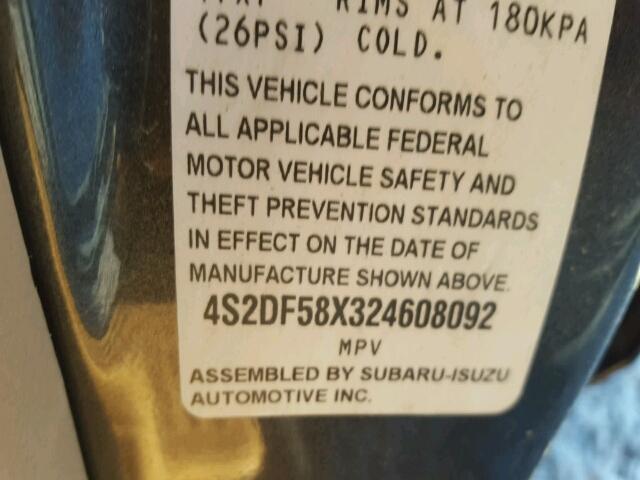 RIMS AT 180KPA
(26PSI) COLD.
THIS VEHICLE CONFORMS TO
ALL APPLICABLE FEDERAL
MOTOR VEHICLE SAFETY AND
THEFT PREVENTION STANDARDS
IN EFFECT ON THE DATE OF
MANUFACTURE SHOWN ABOVE.
4S2DF58X324608092
MPV
ASSEMBLED BY SUBARU-ISUZU
AUTOMOTIVE INC.